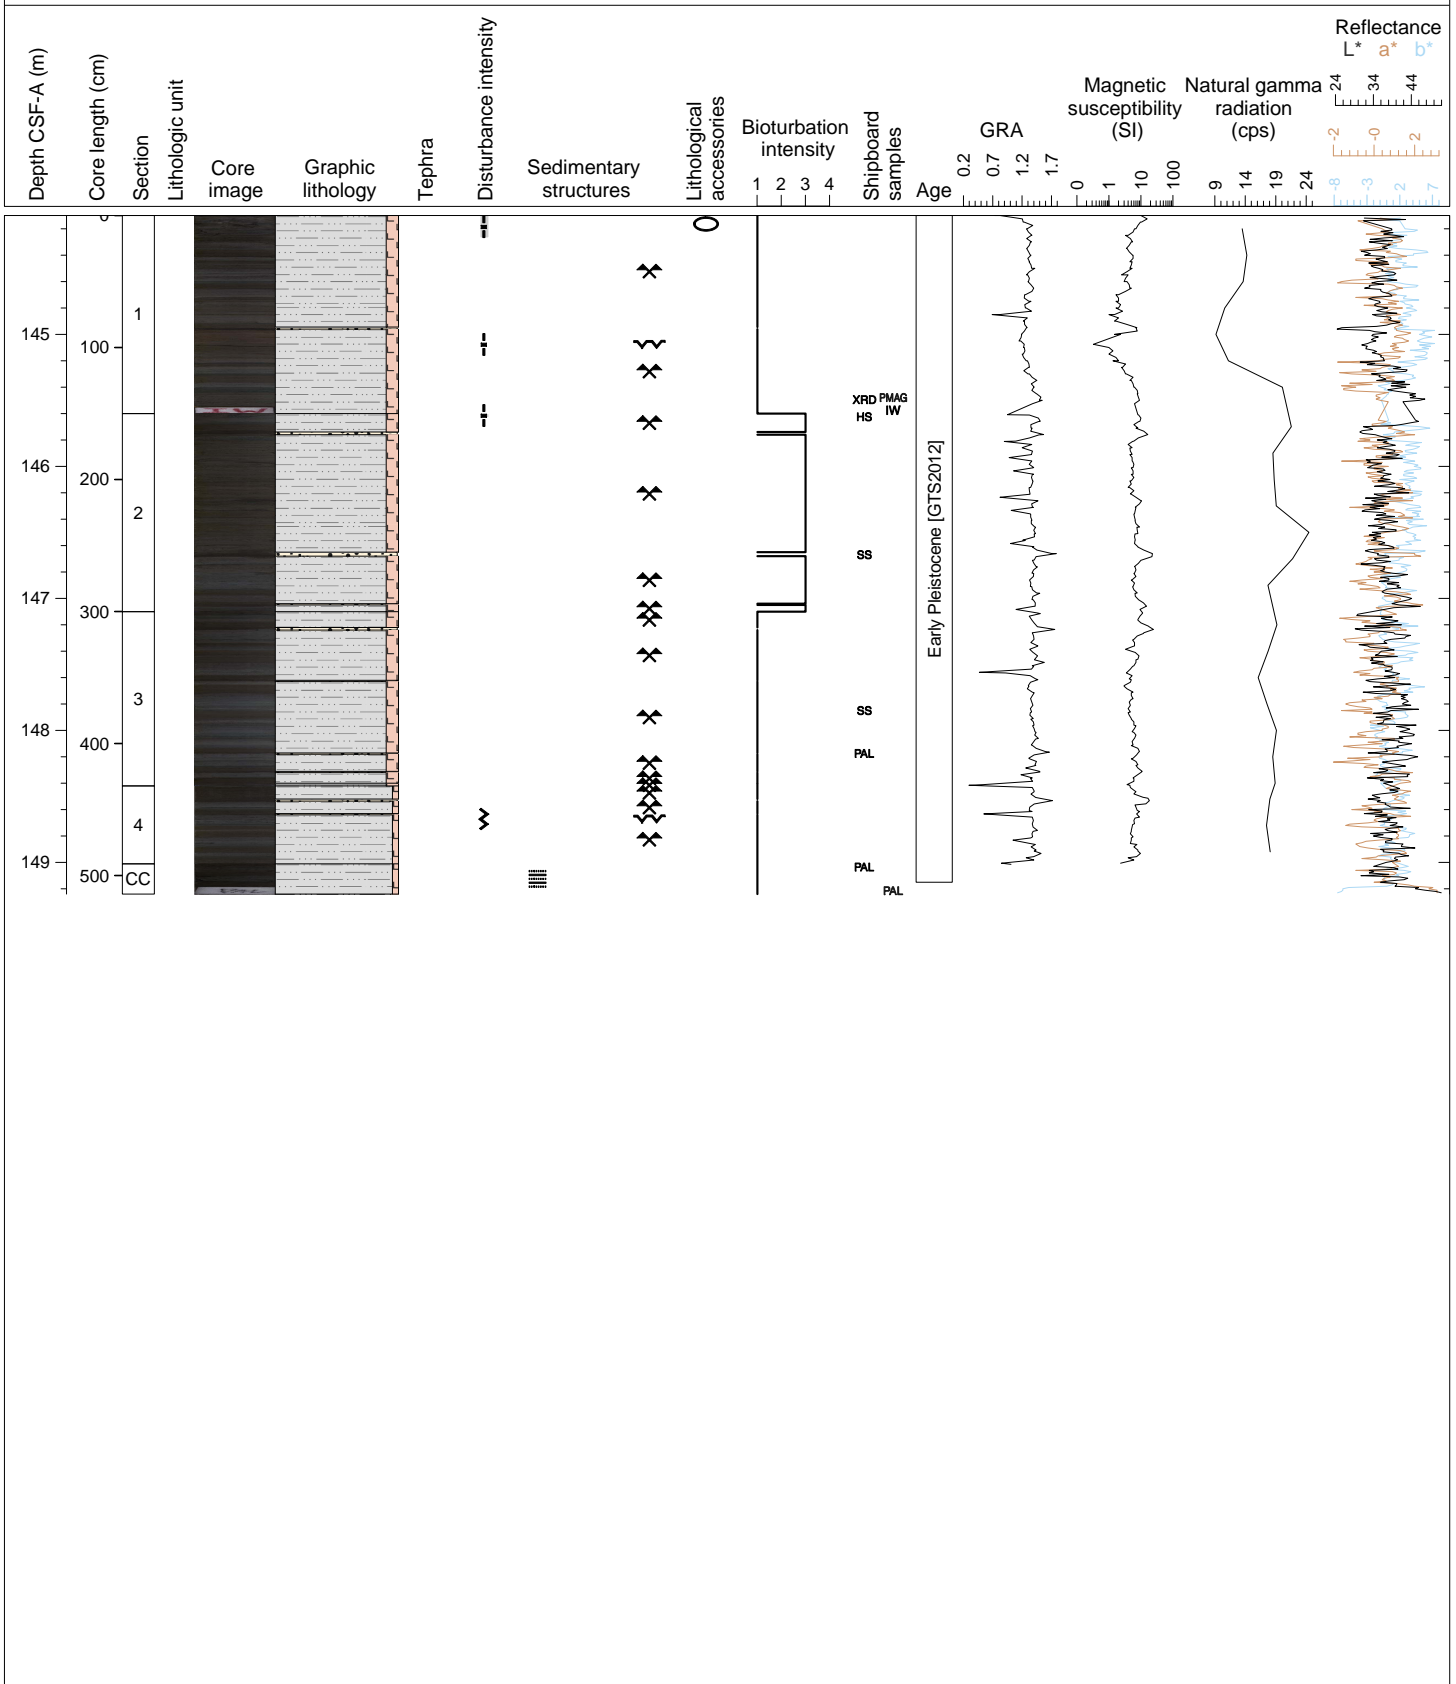 Depth CSF-A (m)
Core length (cm)
Section
Lithologic unit
Core
image
Graphic
lithology
Tephra
Disturbance intensity
Sedimentary
structures
Lithological
accessories
Bioturbation
intensity
1 2 3 4
Shipboard
samples
Age
GRA
0.2 0.7 1.2 1.7
Magnetic
susceptibility
(SI)
0 1 10 100
Natural gamma
radiation
(cps)
9 14 19 24
Reflectance
L* a* b*
24 34 44
-2 -0 2
-8 -3 2 7
0
1
145
100
XRD PMAG
IW
HS
146
200
2
SS
147
300
3
SS
148
400
PAL
4
149
500
CC
PAL
PAL
Early Pleistocene [GTS2012]